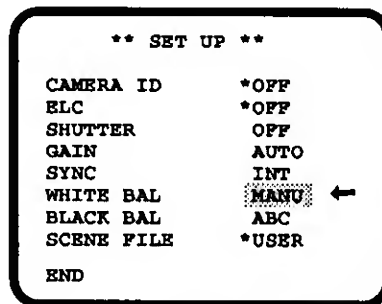 ** SET UP **
CAMERA ID *OFF
ELC *OFF
SHUTTER OFF
GAIN AUTO
SYNC INT
WHITE BAL MANU ←
BLACK BAL ABC
SCENE FILE *USER
END